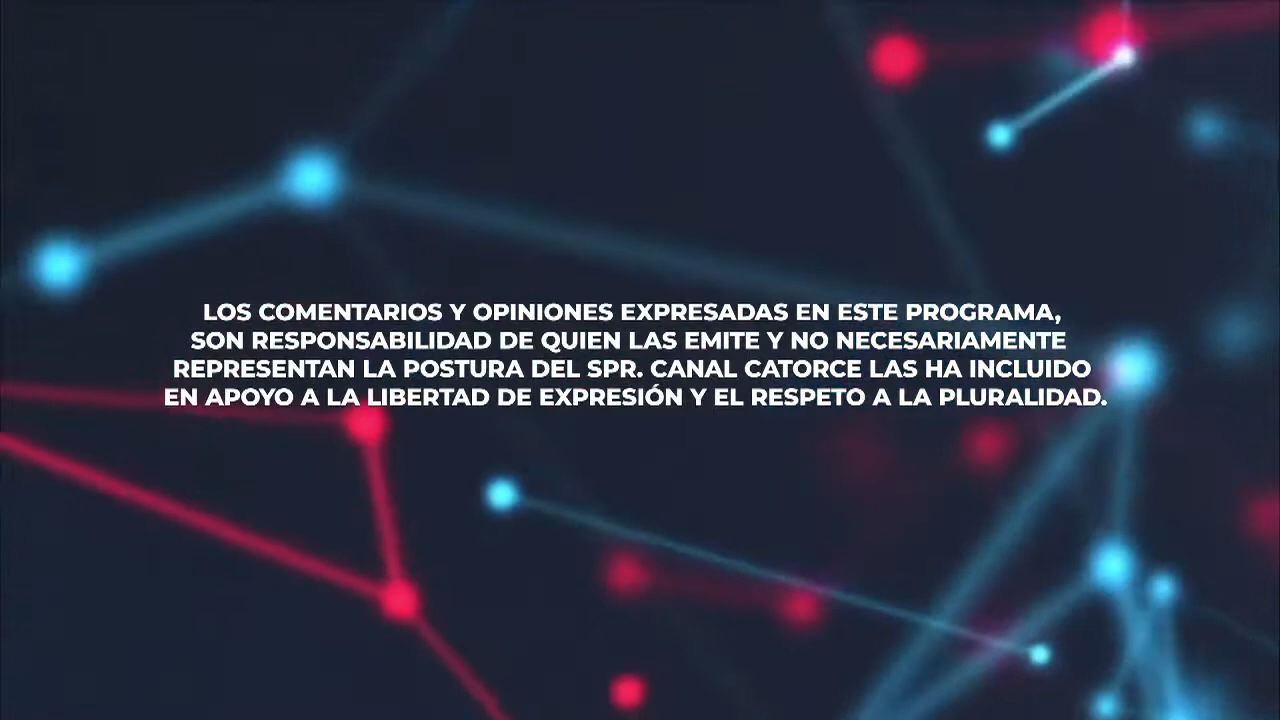 LOS COMENTARIOS Y OPINIONES EXPRESADAS EN ESTE PROGRAMA,
SON RESPONSABILIDAD DE QUIEN LAS EMITE Y NO NECESARIAMENTE
REPRESENTAN LA POSTURA DEL SPR. CANAL CATORCE LAS HA INCLUIDO
EN APOYO A LA LIBERTAD DE EXPRESIÓN Y EL RESPETO A LA PLURALIDAD.